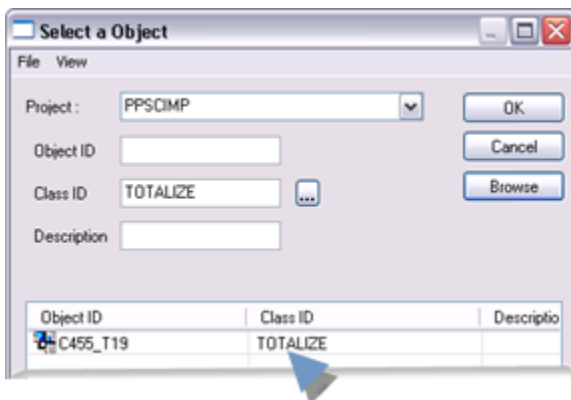 Select a Object
File View
Project : PPSCIMP OK
Object ID Cancel
Class ID TOTALIZE ... Browse
Description
Object ID Class ID Descriptio
C455_T19 TOTALIZE